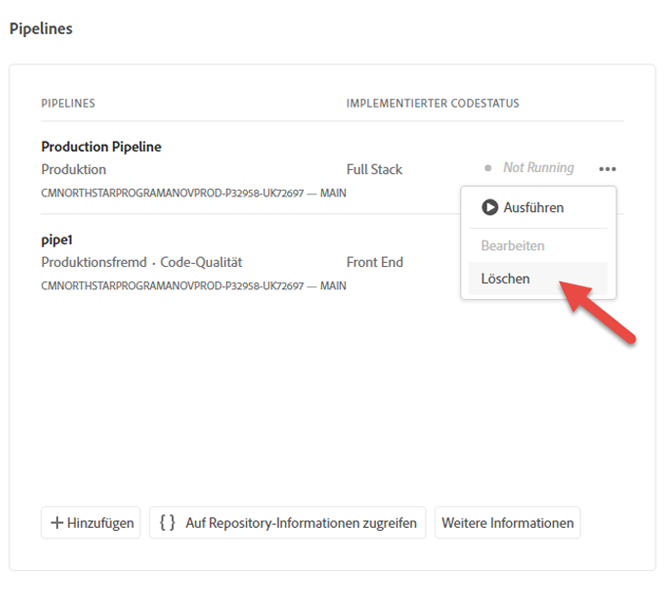 Pipelines
PIPELINES IMPLEMENTIERTER CODESTATUS
Production Pipeline
Produktion Full Stack Not Running
CMNORTHSTARPROGRAMANOVPROD-P32958-UK72697 — MAIN
Ausführen
Bearbeiten
Löschen
pipe1
Produktionsfremd · Code-Qualität Front End
CMNORTHSTARPROGRAMANOVPROD-P32958-UK72697 — MAIN
Hinzufügen { } Auf Repository-Informationen zugreifen Weitere Informationen